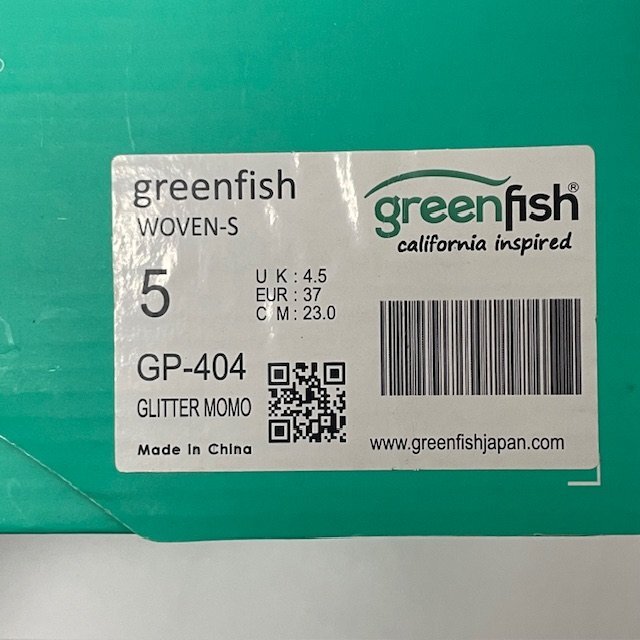 greenfish
WOVEN-S
5
U K : 4.5
EUR : 37
C M : 23.0
GP-404
GLITTER MOMO
Made in China
greenfish®
california inspired
www.greenfishjapan.com